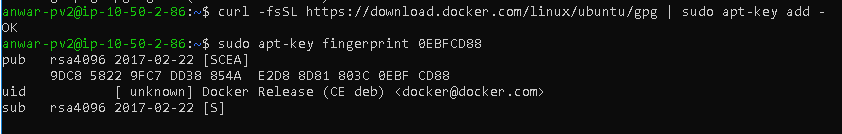 anwar-pv2@ip-10-50-2-86:~$ curl -fsSL https://download.docker.com/linux/ubuntu/gpg | sudo apt-key add -
OK
anwar-pv2@ip-10-50-2-86:~$ sudo apt-key fingerprint 0EBFCD88
pub   rsa4096 2017-02-22 [SCEA]
      9DC8 5822 9FC7 DD38 854A  E2D8 8D81 803C 0EBF CD88
uid           [ unknown] Docker Release (CE deb) <docker@docker.com>
sub   rsa4096 2017-02-22 [S]